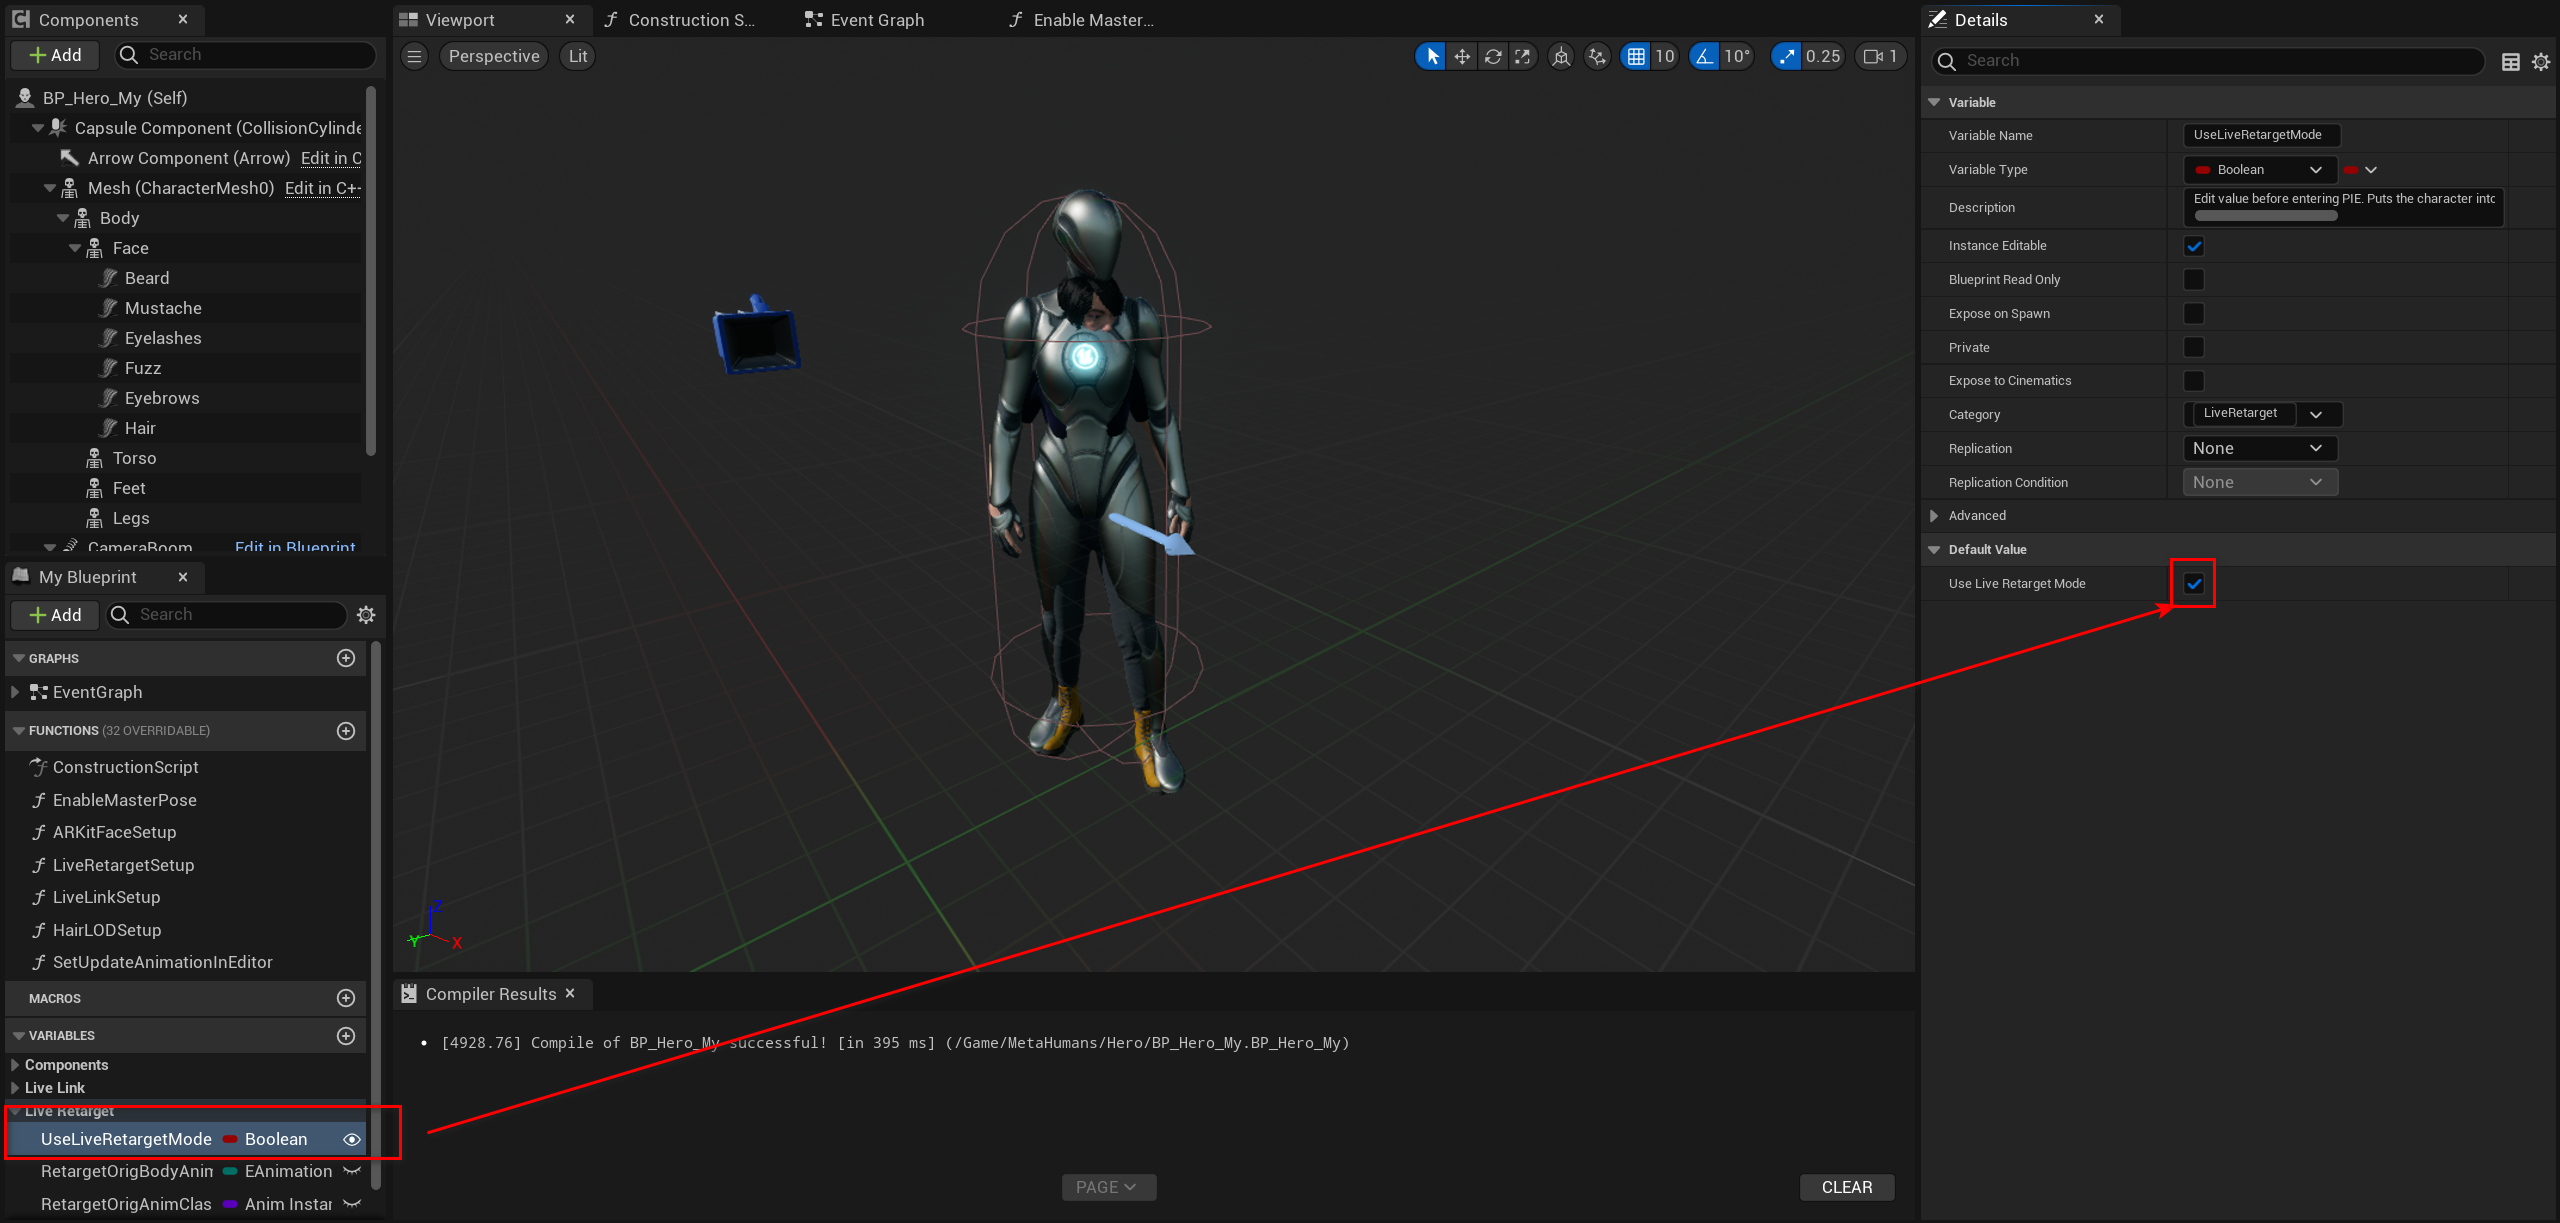 Components
Add
Search
BP_Hero_My (Self)
Capsule Component (CollisionCylinde
Arrow Component (Arrow) Edit in C
Mesh (CharacterMesh0) Edit in C+
Body
Face
Beard
Mustache
Eyelashes
Fuzz
Eyebrows
Hair
Torso
Feet
Legs
CameraBoom Edit in Blueprint
My Blueprint
Add
Search
GRAPHS
EventGraph
FUNCTIONS (32 OVERRIDABLE)
ConstructionScript
EnableMasterPose
ARKitFaceSetup
LiveRetargetSetup
LiveLinkSetup
HairLODSetup
SetUpdateAnimationInEditor
MACROS
VARIABLES
Components
Live Link
Live Retarget
UseLiveRetargetMode Boolean
RetargetOrigBodyAnim EAnimation
RetargetOrigAnimClas Anim Instar
Viewport
Construction S...
Event Graph
Enable Master...
Perspective
Lit
10
10°
0.25
1
Z
Y
X
Compiler Results
[4928.76] Compile of BP_Hero_My successful! [in 395 ms] (/Game/MetaHumans/Hero/BP_Hero_My.BP_Hero_My)
PAGE
CLEAR
Details
Search
Variable
Variable Name UseLiveRetargetMode
Variable Type Boolean
Description Edit value before entering PIE. Puts the character into
Instance Editable
Blueprint Read Only
Expose on Spawn
Private
Expose to Cinematics
Category LiveRetarget
Replication None
Replication Condition None
Advanced
Default Value
Use Live Retarget Mode